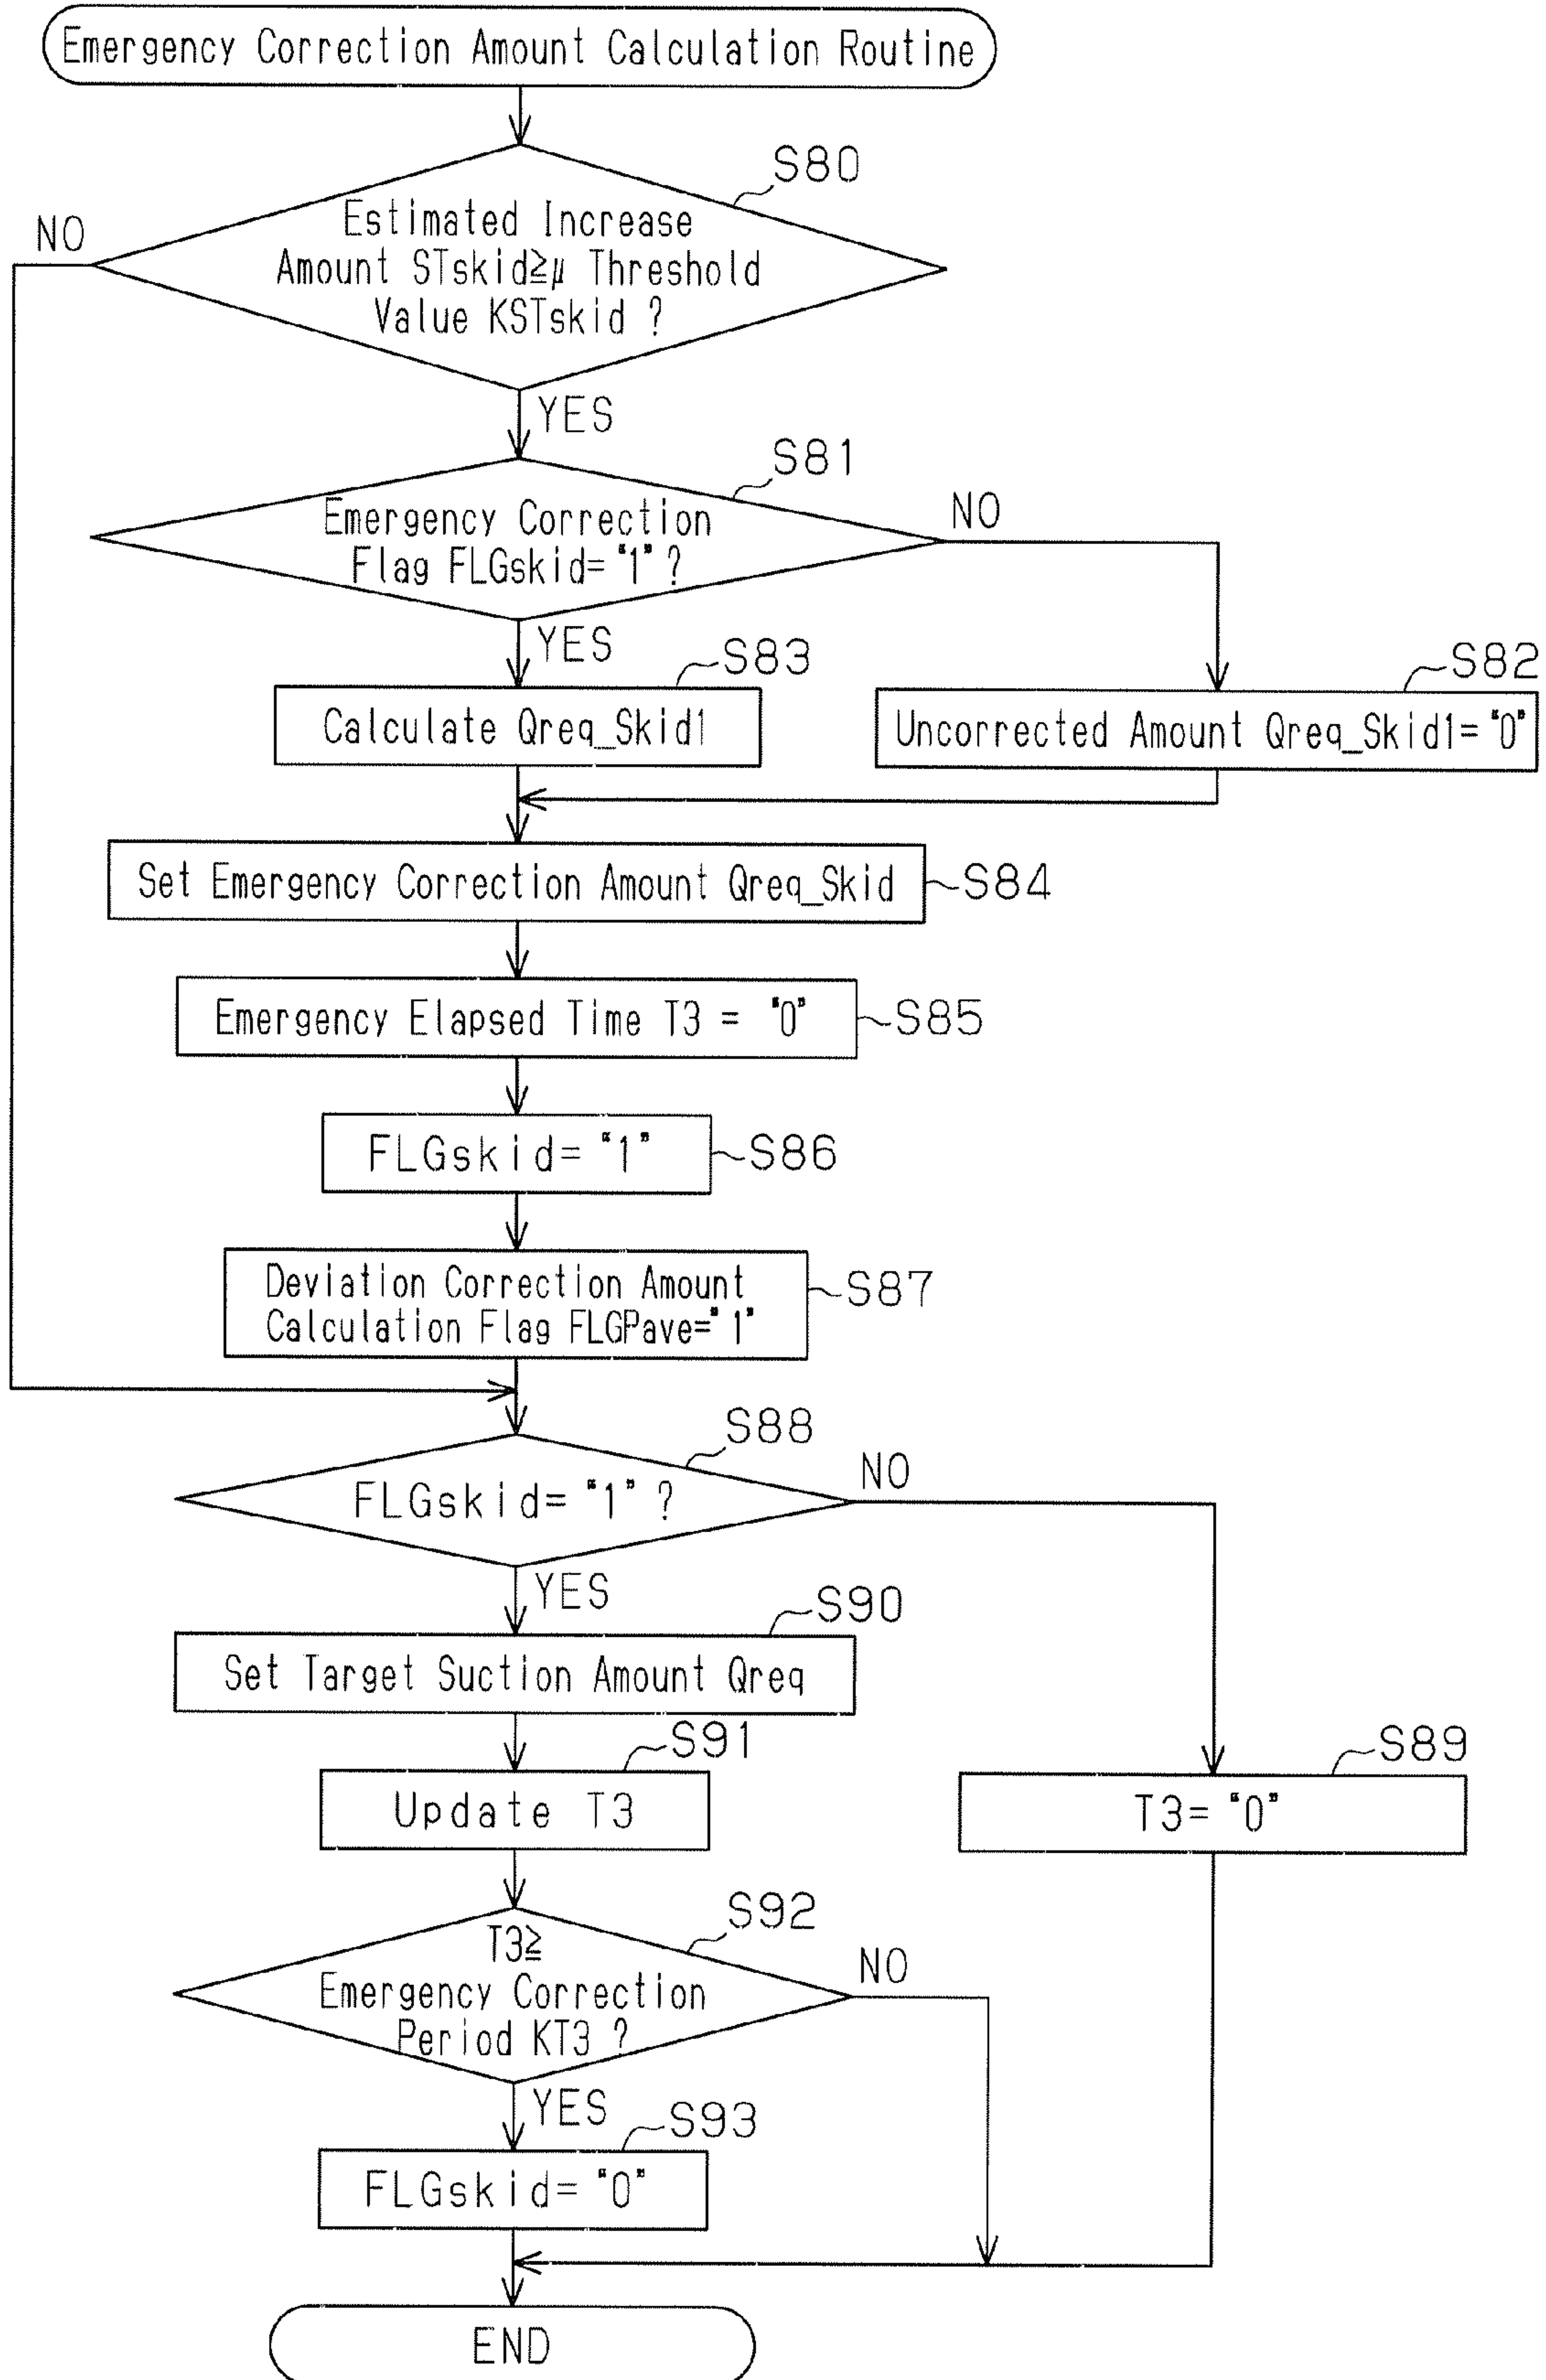 Emergency Correction Amount Calculation Routine
S80
NO
Estimated Increase
Amount STskid≧μ Threshold
Value KSTskid ?
YES
S81
Emergency Correction
Flag FLGskid="1" ?
NO
YES
S83
Calculate Qreq_Skid1
S82
Uncorrected Amount Qreq_Skid1="0"
Set Emergency Correction Amount Qreq_Skid
S84
Emergency Elapsed Time T3 = "0"
S85
FLGskid= "1"
S86
Deviation Correction Amount
Calculation Flag FLGPave="1"
S87
S88
FLGskid= "1" ?
NO
YES
S90
Set Target Suction Amount Qreq
S91
Update T3
S89
T3= "0"
S92
T3≧
Emergency Correction
Period KT3 ?
NO
YES
S93
FLGskid= "0"
END